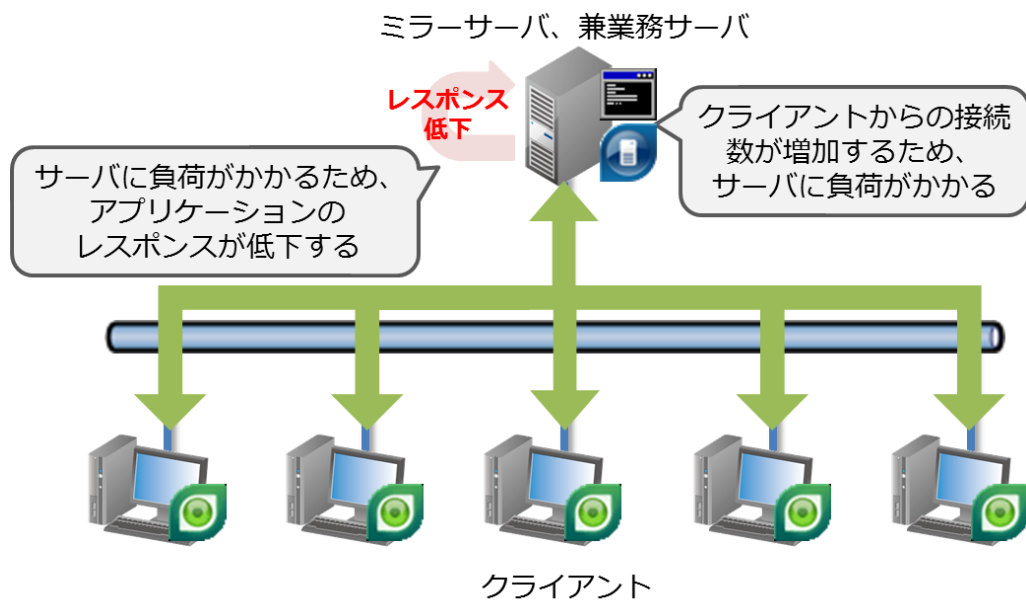 ミラーサーバ、兼業務サーバ
レスポンス
低下
クライアントからの接続
数が増加するため、
サーバに負荷がかかる
サーバに負荷がかかるため、
アプリケーションの
レスポンスが低下する
クライアント